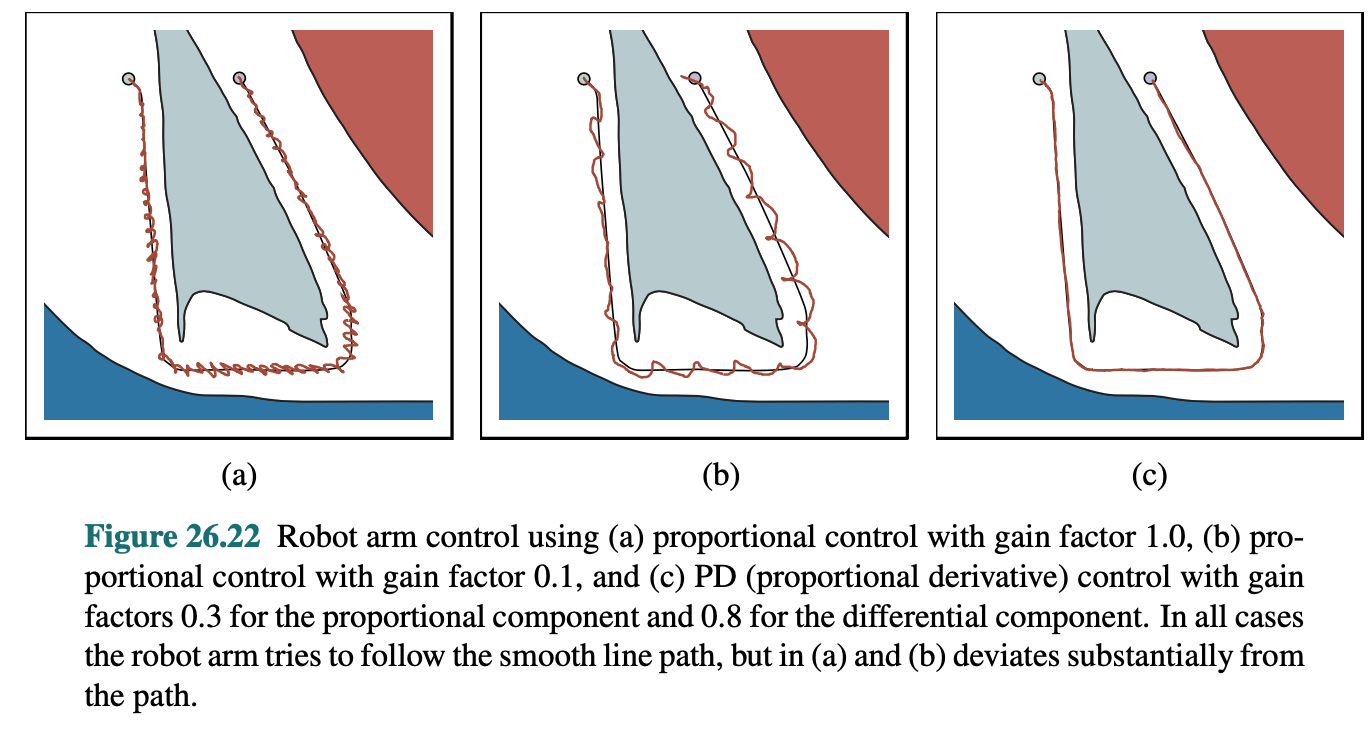 (a)
(b)
(c)
Figure 26.22 Robot arm control using (a) proportional control with gain factor 1.0, (b) pro-
portional control with gain factor 0.1, and (c) PD (proportional derivative) control with gain
factors 0.3 for the proportional component and 0.8 for the differential component. In all cases
the robot arm tries to follow the smooth line path, but in (a) and (b) deviates substantially from
the path.